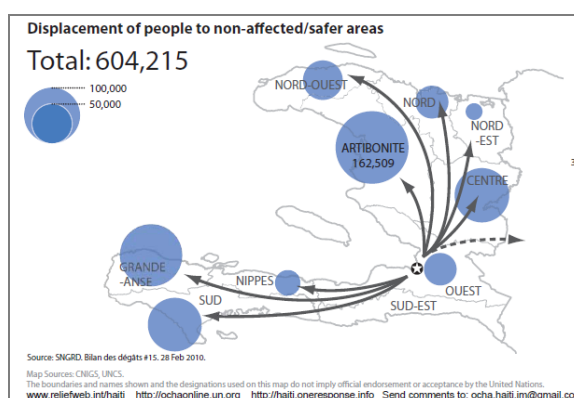 Displacement of people to non-affected/safer areas
Total: 604,215
100,000
50,000
NORD-OUEST
NORD
NORD
-EST
ARTIBONITE
162,509
CENTRE
GRANDE
-ANSE
SUD
NIPPES
OUEST
SUD-EST
Source: SNGRD. Bilan des dégâts #15. 28 Feb 2010.
Map Sources: CNIGS, UNCS.
The boundaries and names shown and the designations used on this map do not imply official endorsement or acceptance by the United Nations.
www.reliefweb.int/haiti http://ochaonline.un.org http://haiti.oneresponse.info Send comments to: ocha.haiti.im@gmail.co